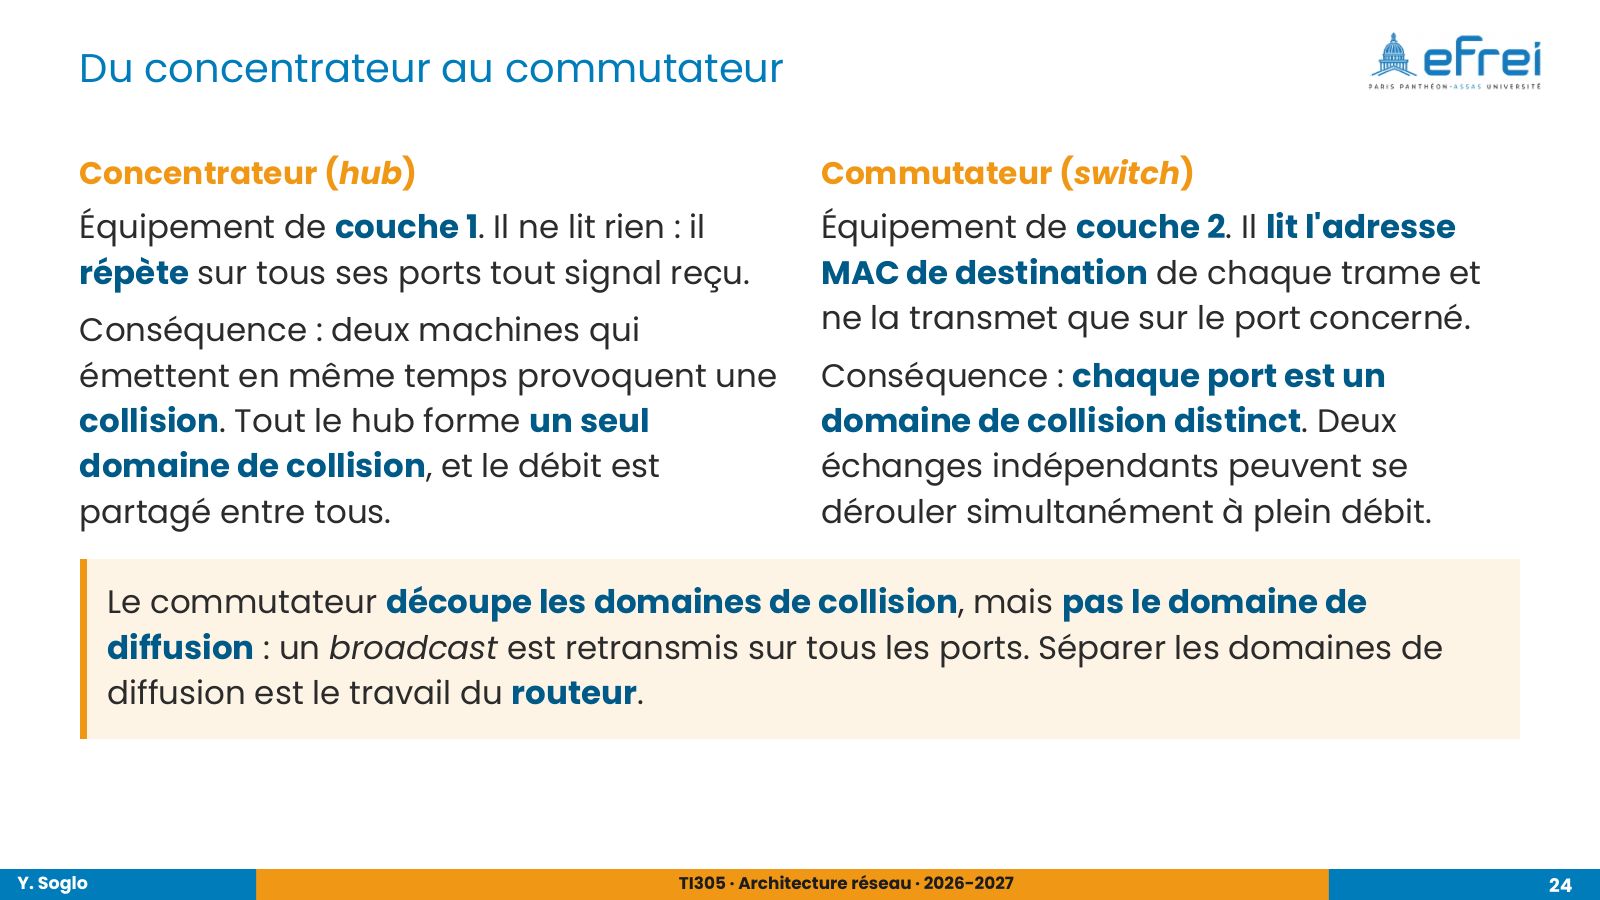 Du concentrateur au commutateur
efrei
PARIS PANTHÉON-ASSAS UNIVERSITÉ
Concentrateur (hub)
Équipement de couche 1. Il ne lit rien : il
répète sur tous ses ports tout signal reçu.
Conséquence : deux machines qui
émettent en même temps provoquent une
collision. Tout le hub forme un seul
domaine de collision, et le débit est
partagé entre tous.
Commutateur (switch)
Équipement de couche 2. Il lit l'adresse
MAC de destination de chaque trame et
ne la transmet que sur le port concerné.
Conséquence : chaque port est un
domaine de collision distinct. Deux
échanges indépendants peuvent se
dérouler simultanément à plein débit.
Le commutateur découpe les domaines de collision, mais pas le domaine de
diffusion : un broadcast est retransmis sur tous les ports. Séparer les domaines de
diffusion est le travail du routeur.
Y. Soglo
TI305 · Architecture réseau · 2026-2027
24